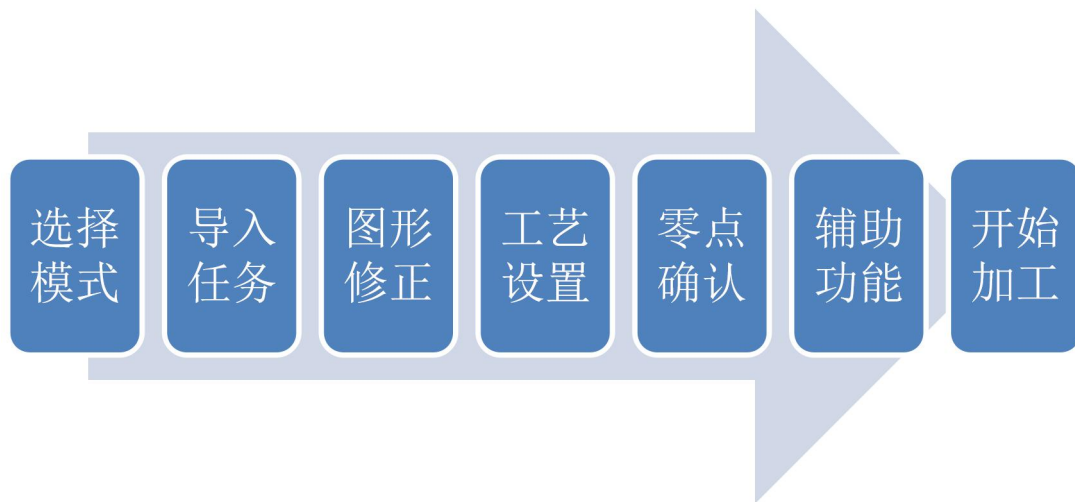 选择
模式
导入
任务
图形
修正
工艺
设置
零点
确认
辅助
功能
开始
加工